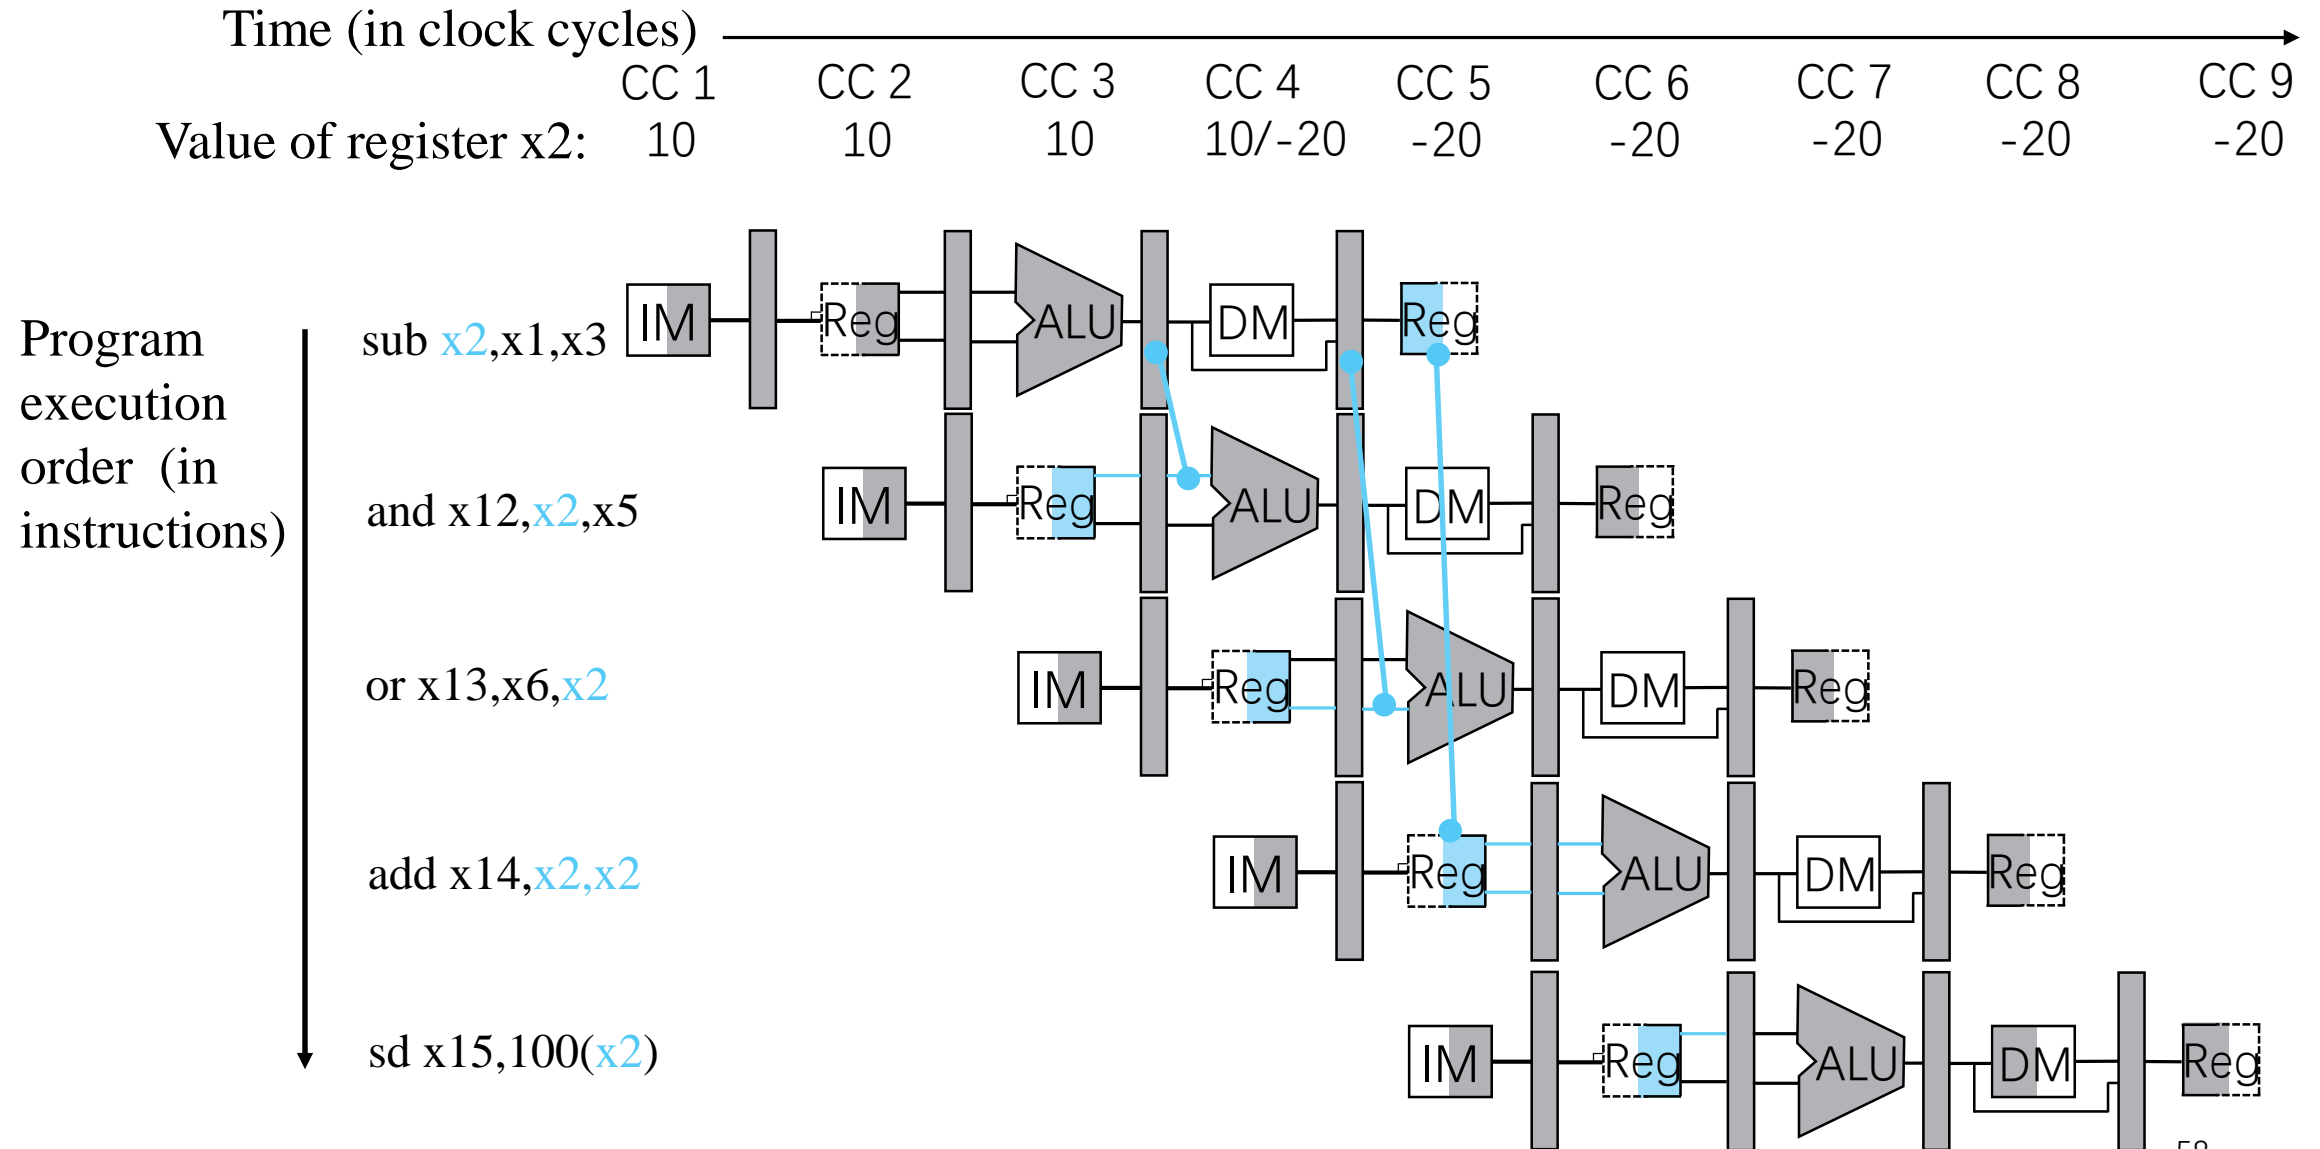 Time (in clock cycles)
CC 1 CC 2 CC 3 CC 4 CC 5 CC 6 CC 7 CC 8 CC 9
Value of register x2: 10 10 10 10/-20 -20 -20 -20 -20 -20
Program
execution
order (in
instructions)
sub x2,x1,x3 IM Reg ALU DM Reg
and x12,x2,x5 IM Reg ALU DM Reg
or x13,x6,x2 IM Reg ALU DM Reg
add x14,x2,x2 IM Reg ALU DM Reg
sd x15,100(x2) IM Reg ALU DM Reg